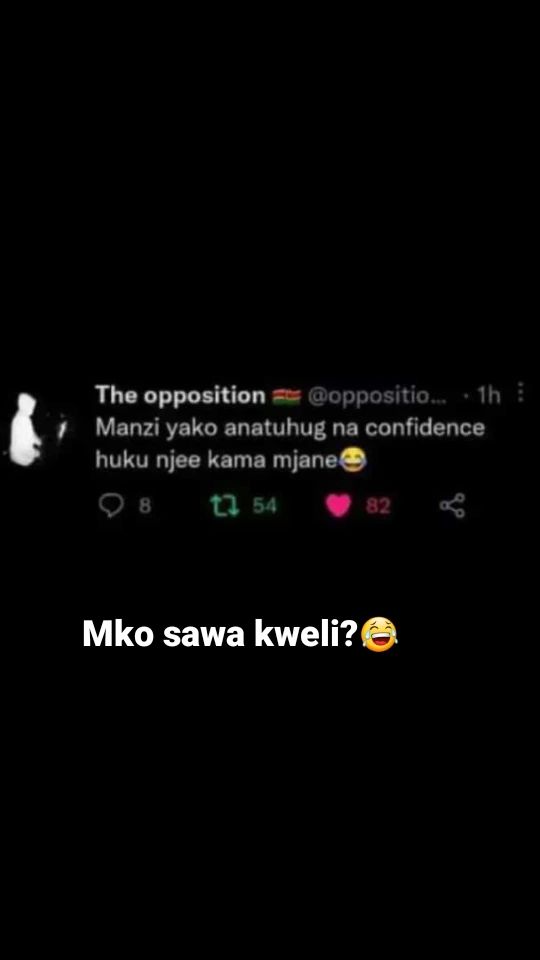 The opposition 🇰🇪 @oppositio... · 1h
Manzi yako anatuhug na confidence
huku njee kama mjane😂
8 54 82
Mko sawa kweli?😂